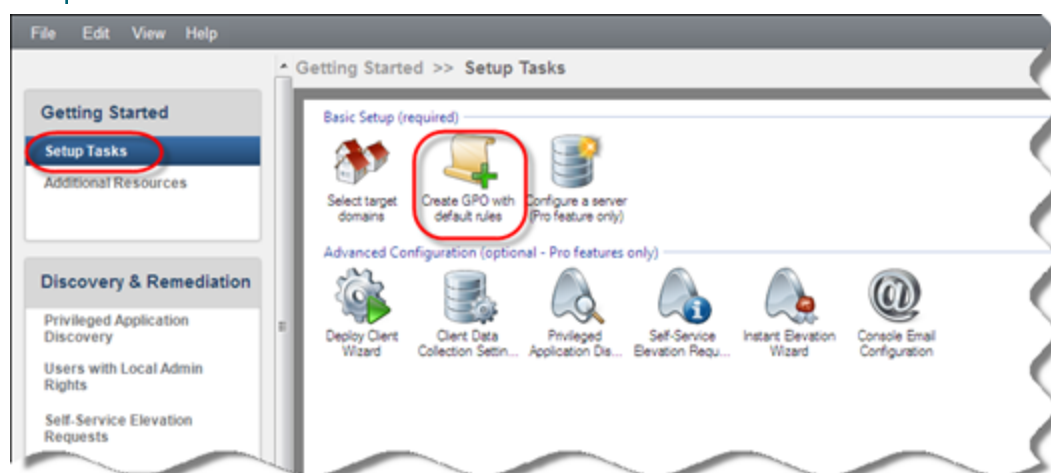 File Edit View Help
Getting Started >> Setup Tasks
Getting Started
Setup Tasks
Additional Resources
Discovery & Remediation
Privileged Application
Discovery
Users with Local Admin
Rights
Self-Service Elevation
Requests
Basic Setup (required)
Select target
domains
Create GPO with
default rules
Configure a server
(Pro feature only)
Advanced Configuration (optional - Pro features only)
Deploy Client
Wizard
Client Data
Collection Settin...
Privileged
Application Dis...
Self-Service
Elevation Requ...
Instant Elevation
Wizard
Console Email
Configuration